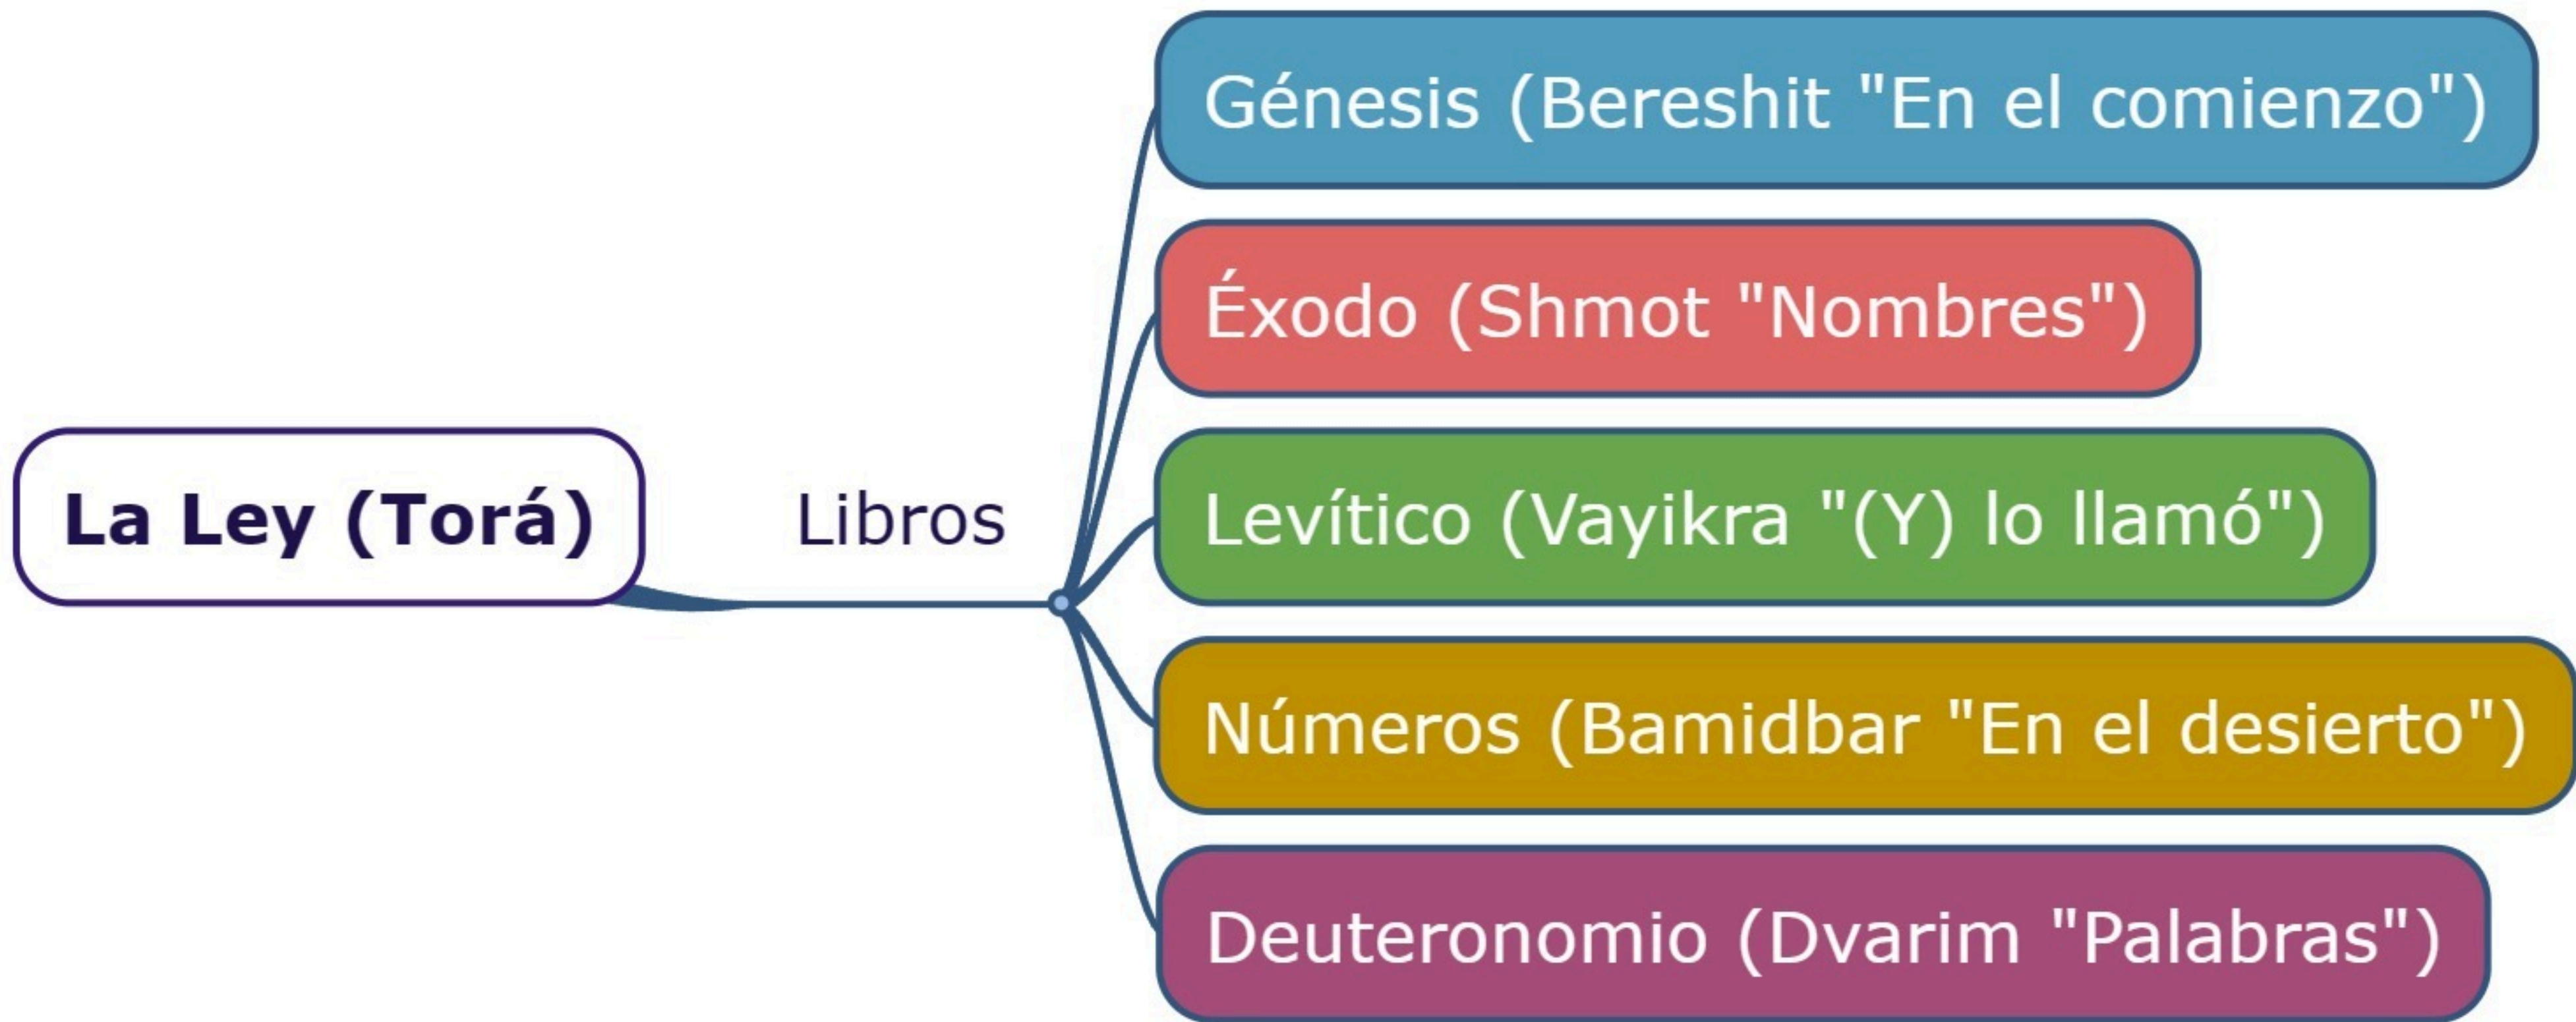 La Ley (Torá)
Libros
Génesis (Bereshit "En el comienzo")
Éxodo (Shmot "Nombres")
Levítico (Vayikra "(Y) lo llamó")
Números (Bamidbar "En el desierto")
Deuteronomio (Dvarim "Palabras")